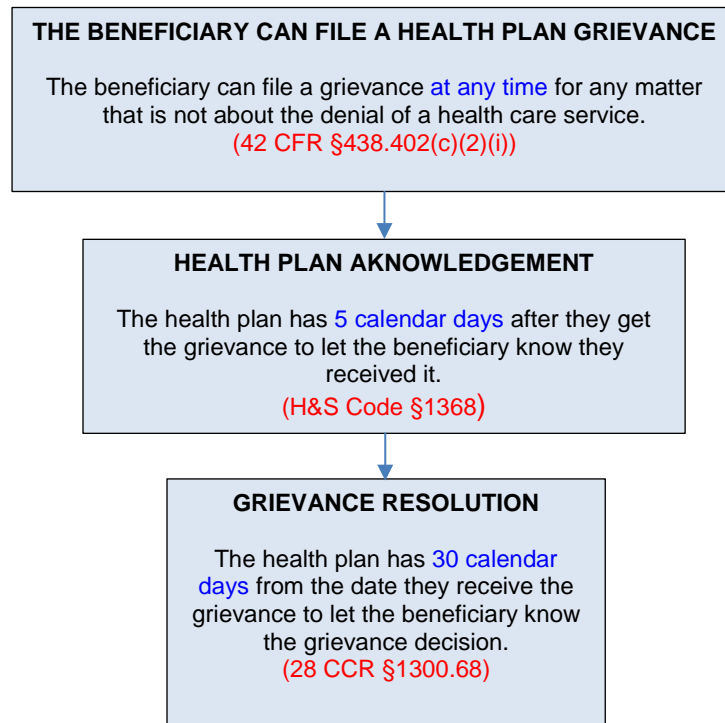 THE BENEFICIARY CAN FILE A HEALTH PLAN GRIEVANCE
The beneficiary can file a grievance at any time for any matter
that is not about the denial of a health care service.
(42 CFR §438.402(c)(2)(i))
HEALTH PLAN AKNOWLEDGEMENT
The health plan has 5 calendar days after they get
the grievance to let the beneficiary know they
received it.
(H&S Code §1368)
GRIEVANCE RESOLUTION
The health plan has 30 calendar
days from the date they receive the
grievance to let the beneficiary know
the grievance decision.
(28 CCR §1300.68)